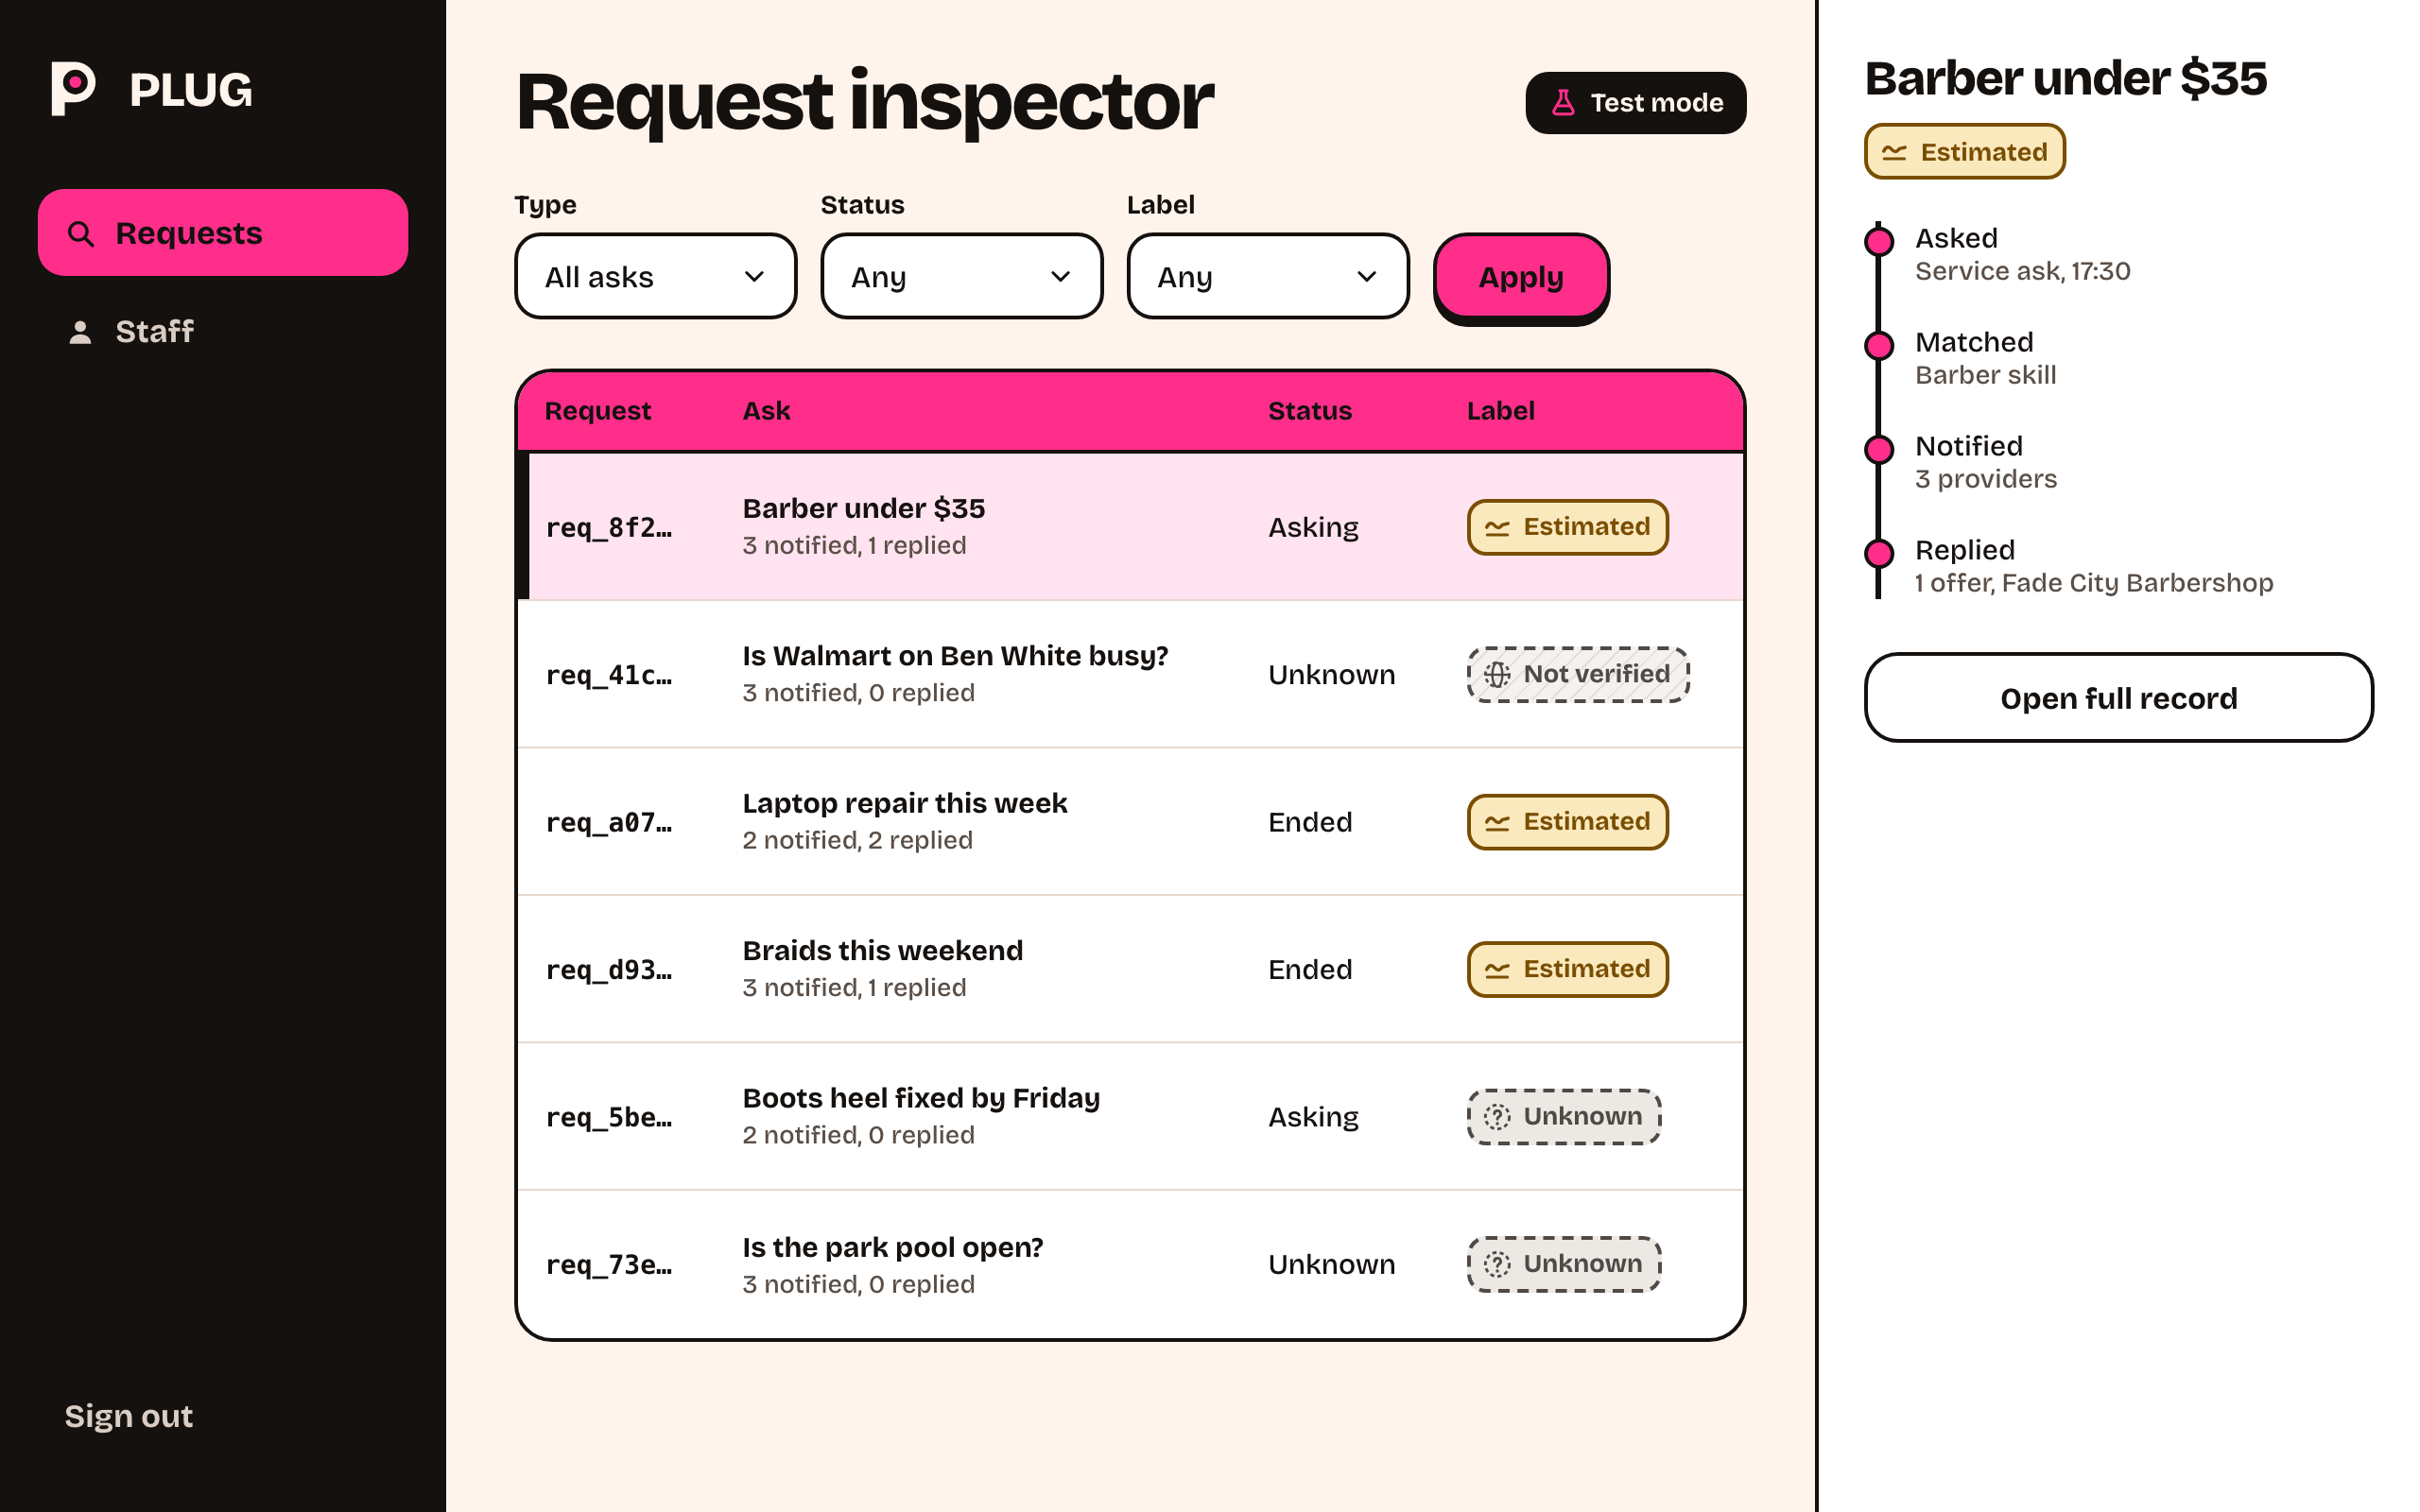 PLUG
Requests
Staff
Sign out
Request inspector
Test mode
Type
Status
Label
All asks
Any
Any
Apply
Request
Ask
Status
Label
req_8f2…
Barber under $35
3 notified, 1 replied
Asking
Estimated
req_41c…
Is Walmart on Ben White busy?
3 notified, 0 replied
Unknown
Not verified
req_a07…
Laptop repair this week
2 notified, 2 replied
Ended
Estimated
req_d93…
Braids this weekend
3 notified, 1 replied
Ended
Estimated
req_5be…
Boots heel fixed by Friday
2 notified, 0 replied
Asking
Unknown
req_73e…
Is the park pool open?
3 notified, 0 replied
Unknown
Unknown
Barber under $35
Estimated
Asked
Service ask, 17:30
Matched
Barber skill
Notified
3 providers
Replied
1 offer, Fade City Barbershop
Open full record